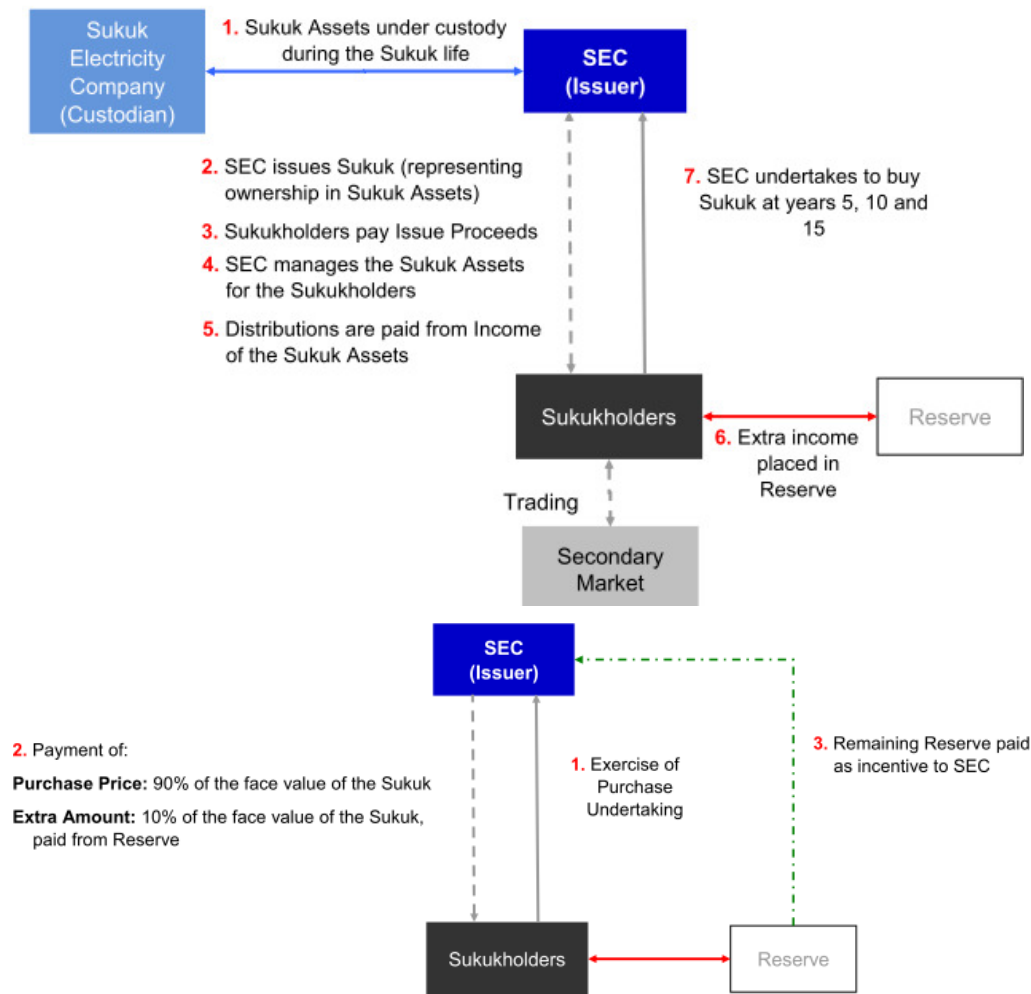 Sukuk
Electricity
Company
(Custodian)
1. Sukuk Assets under custody
during the Sukuk life
SEC
(Issuer)
2. SEC issues Sukuk (representing
ownership in Sukuk Assets)
3. Sukukholders pay Issue Proceeds
4. SEC manages the Sukuk Assets
for the Sukukholders
5. Distributions are paid from Income
of the Sukuk Assets
7. SEC undertakes to buy
Sukuk at years 5, 10 and
15
Sukukholders
6. Extra income
placed in
Reserve
Reserve
Trading
Secondary
Market
SEC
(Issuer)
2. Payment of:
Purchase Price: 90% of the face value of the Sukuk
Extra Amount: 10% of the face value of the Sukuk,
paid from Reserve
1. Exercise of
Purchase
Undertaking
3. Remaining Reserve paid
as incentive to SEC
Sukukholders
Reserve